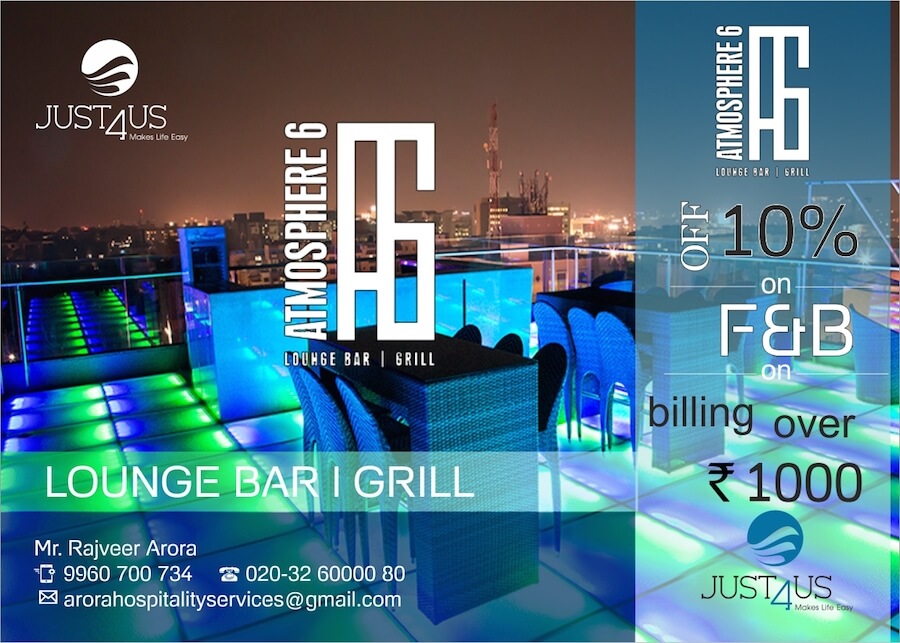 JUST4US
Makes Life Easy
ATMOSPHERE 6
A6
LOUNGE BAR | GRILL
LOUNGE BAR | GRILL
Mr. Rajveer Arora
9960 700 734 020-32 60000 80
arorahospitalityservices@gmail.com
ATMOSPHERE 6
A6
LOUNGE BAR | GRILL
OFF 10%
on
F&B
on
billing over
₹ 1000
JUST4US
Makes Life Easy